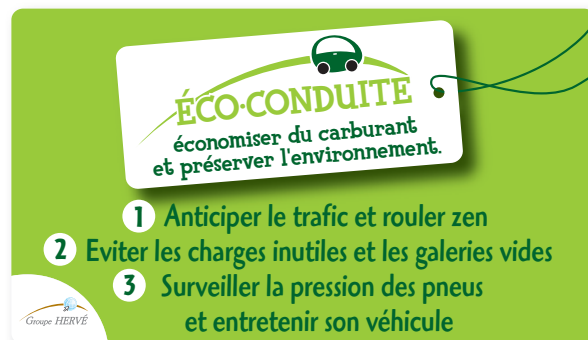 ÉCO·CONDUITE
économiser du carburant
et préserver l'environnement.
1 Anticiper le trafic et rouler zen
2 Eviter les charges inutiles et les galeries vides
3 Surveiller la pression des pneus
et entretenir son véhicule
Groupe HERVÉ